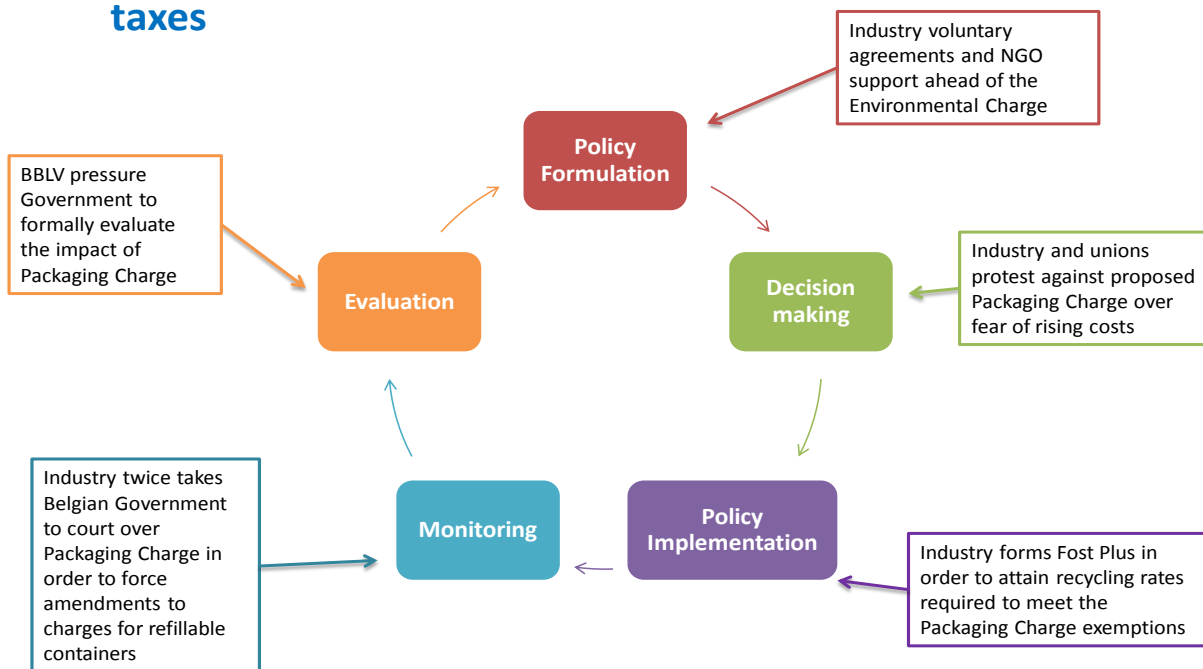 taxes
Industry voluntary
agreements and NGO
support ahead of the
Environmental Charge
Policy
Formulation
BBLV pressure
Government to
formally evaluate
the impact of
Packaging Charge
Evaluation
Decision
making
Industry and unions
protest against proposed
Packaging Charge over
fear of rising costs
Industry twice takes
Belgian Government
to court over
Packaging Charge in
order to force
amendments to
charges for refillable
containers
Monitoring
Policy
Implementation
Industry forms Fost Plus in
order to attain recycling rates
required to meet the
Packaging Charge exemptions